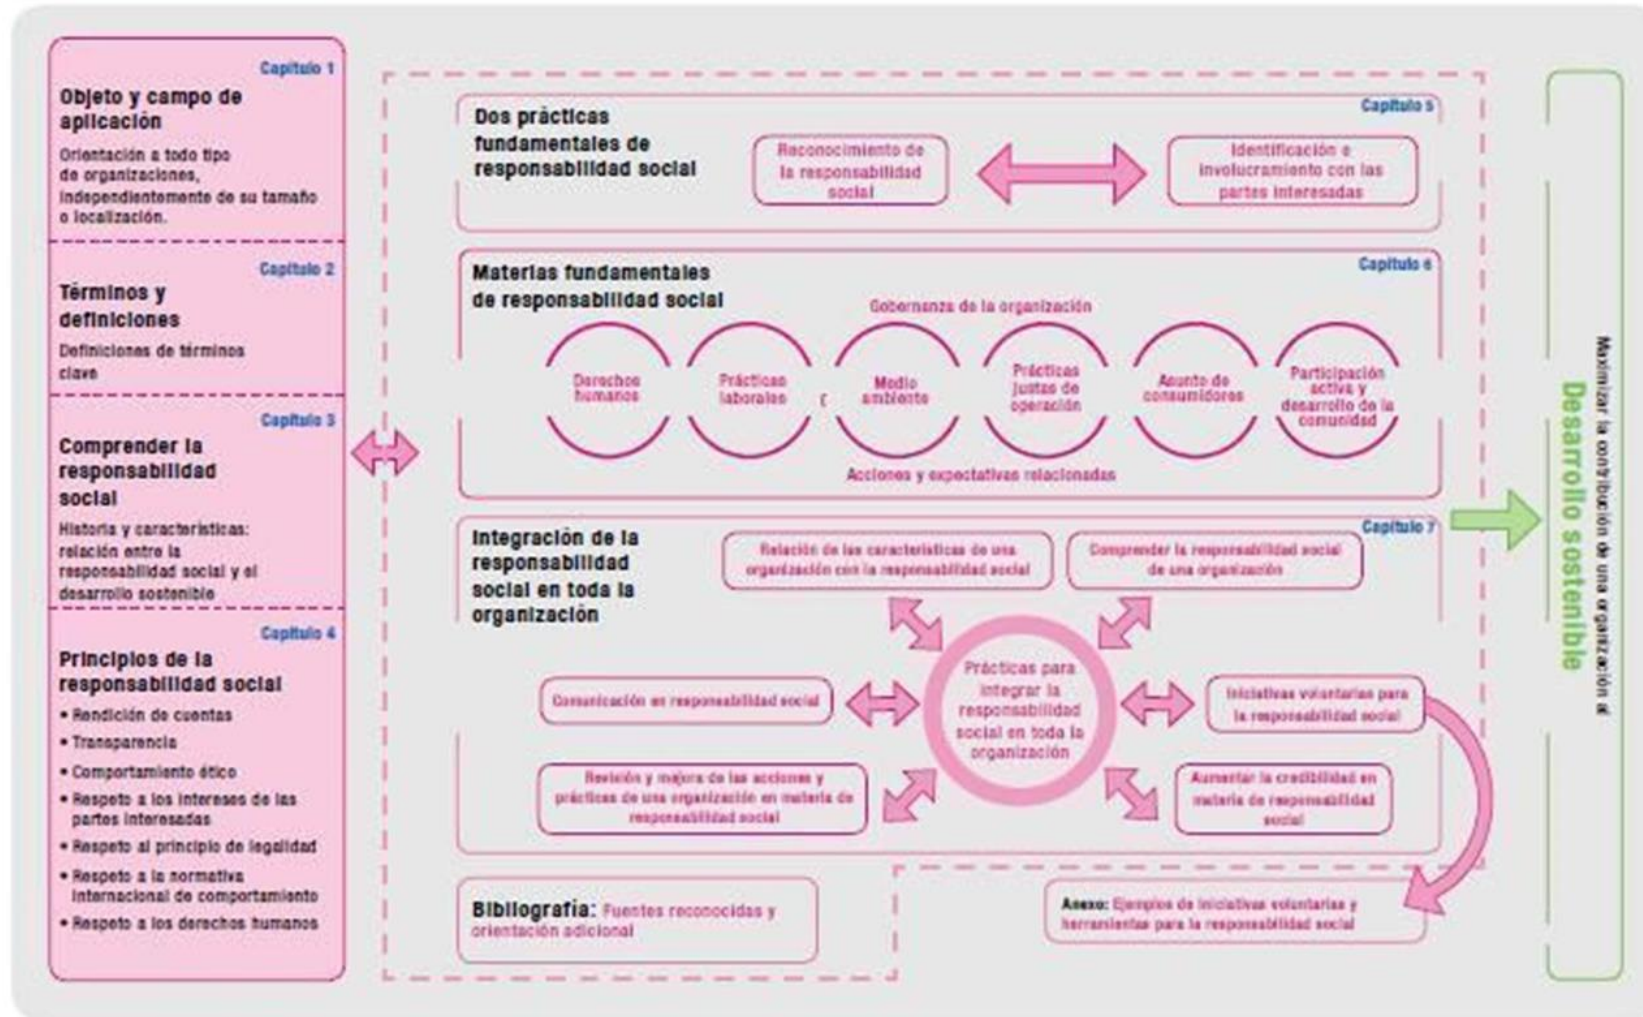 Capítulo 1
Objeto y campo de
aplicación
Orientación a todo tipo
de organizaciones,
independientemente de su tamaño
o localización.
Capítulo 2
Términos y
definiciones
Definiciones de términos
clave
Capítulo 3
Comprender la
responsabilidad
social
Historia y características:
relación entre la
responsabilidad social y el
desarrollo sostenible
Capítulo 4
Principios de la
responsabilidad social
• Rendición de cuentas
• Transparencia
• Comportamiento ético
• Respeto a los intereses de las
partes interesadas
• Respeto al principio de legalidad
• Respeto a la normativa
internacional de comportamiento
• Respeto a los derechos humanos
Capítulo 5
Dos prácticas
fundamentales de
responsabilidad social
Reconocimiento de
la responsabilidad
social
Identificación e
involucramiento con las
partes interesadas
Capítulo 6
Materias fundamentales
de responsabilidad social
Gobernanza de la organización
Derechos
humanos
Prácticas
laborales
Medio
ambiente
Prácticas
justas de
operación
Asunto de
consumidores
Participación
activa y
desarrollo de la
comunidad
Acciones y expectativas relacionadas
Capítulo 7
Integración de la
responsabilidad
social en toda la
organización
Relación de las características de una
organización con la responsabilidad social
Comprender la responsabilidad social
de una organización
Comunicación en responsabilidad social
Prácticas para
integrar la
responsabilidad
social en toda la
organización
Iniciativas voluntarias para
la responsabilidad social
Revisión y mejora de las acciones y
prácticas de una organización en materia de
responsabilidad social
Aumentar la credibilidad en
materia de responsabilidad
social
Bibliografía: Fuentes reconocidas y
orientación adicional
Anexo: Ejemplos de iniciativas voluntarias y
herramientas para la responsabilidad social
Maximizar la contribución de una organización al
Desarrollo sostenible